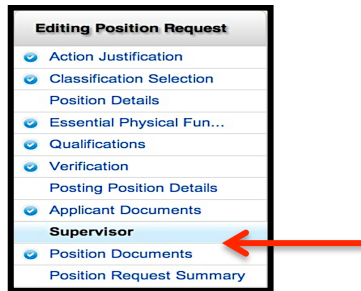 Editing Position Request
Action Justification
Classification Selection
Position Details
Essential Physical Fun...
Qualifications
Verification
Posting Position Details
Applicant Documents
Supervisor
Position Documents
Position Request Summary